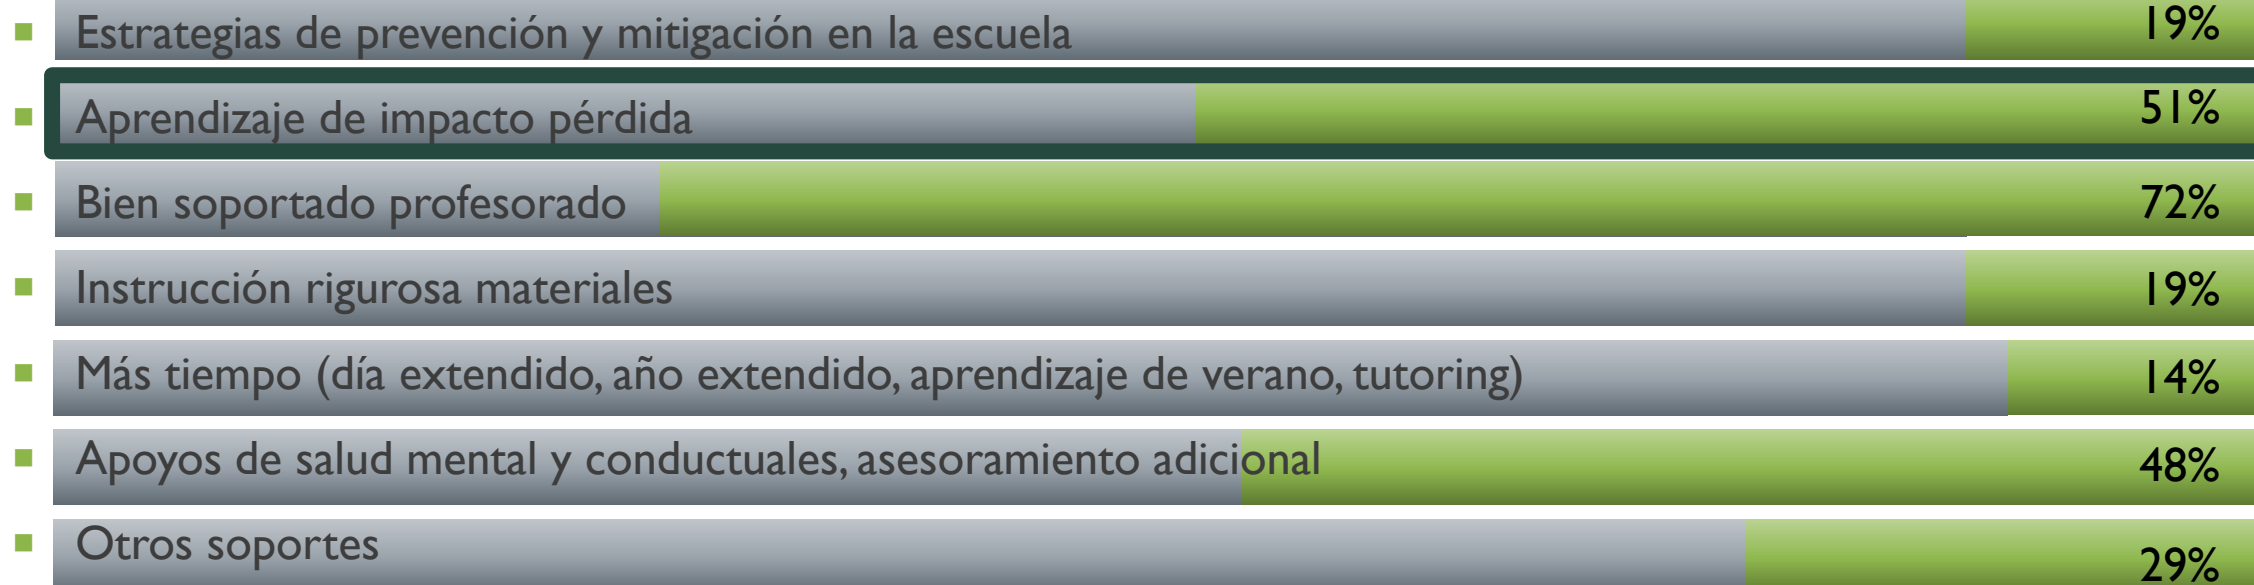 Estrategias de prevención y mitigación en la escuela 19%
Aprendizaje de impacto pérdida 51%
Bien soportado profesorado 72%
Instrucción rigurosa materiales 19%
Más tiempo (día extendido, año extendido, aprendizaje de verano, tutoring) 14%
Apoyos de salud mental y conductuales, asesoramiento adicional 48%
Otros soportes 29%